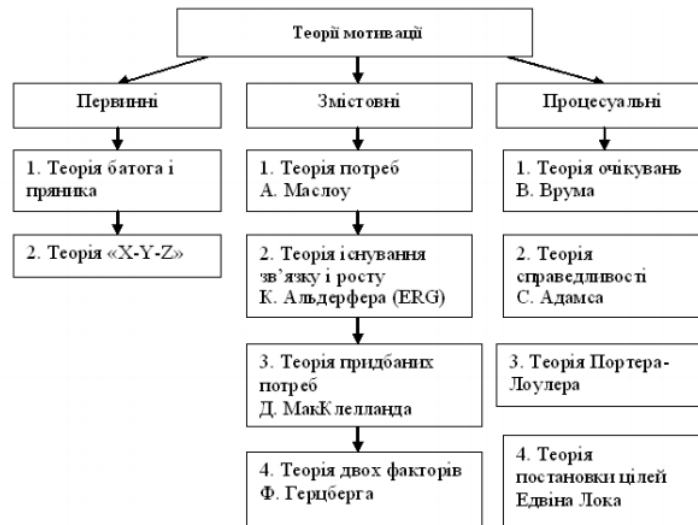 Теорії мотивації
Первинні
Змістовні
Процесуальні
1. Теорія батога і
пряника
2. Теорія «X-Y-Z»
1. Теорія потреб
А. Маслоу
2. Теорія існування
зв’язку і росту
К. Альдерфера (ERG)
3. Теорія придбаних
потреб
Д. МакКлелланда
4. Теорія двох факторів
Ф. Герцберга
1. Теорія очікувань
В. Врума
2. Теорія
справедливості
С. Адамса
3. Теорія Портера-
Лоулера
4. Теорія
постановки цілей
Едвіна Лока